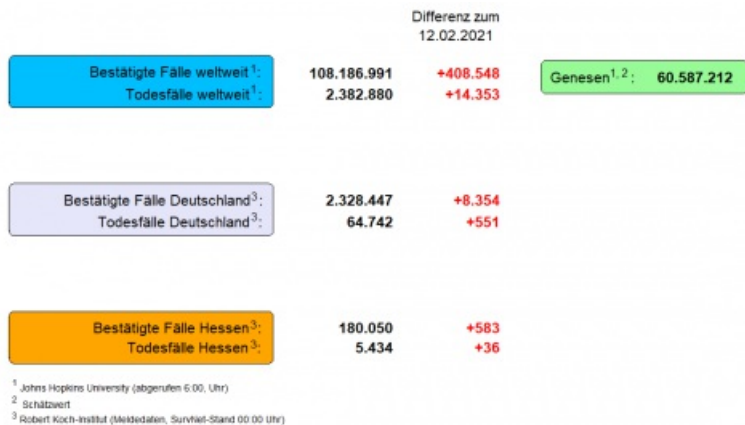 Differenz zum
12.02.2021
Bestätigte Fälle weltweit¹: 108.186.991 +408.548 Genesen¹,²: 60.587.212
Todesfälle weltweit¹: 2.382.880 +14.353
Bestätigte Fälle Deutschland³: 2.328.447 +8.354
Todesfälle Deutschland³: 64.742 +551
Bestätigte Fälle Hessen³: 180.050 +583
Todesfälle Hessen³: 5.434 +36
¹ Johns Hopkins University (abgerufen 6:00, Uhr)
² Schätzwert
³ Robert Koch-Institut (Meldedaten, SurvNet-Stand 00:00 Uhr)